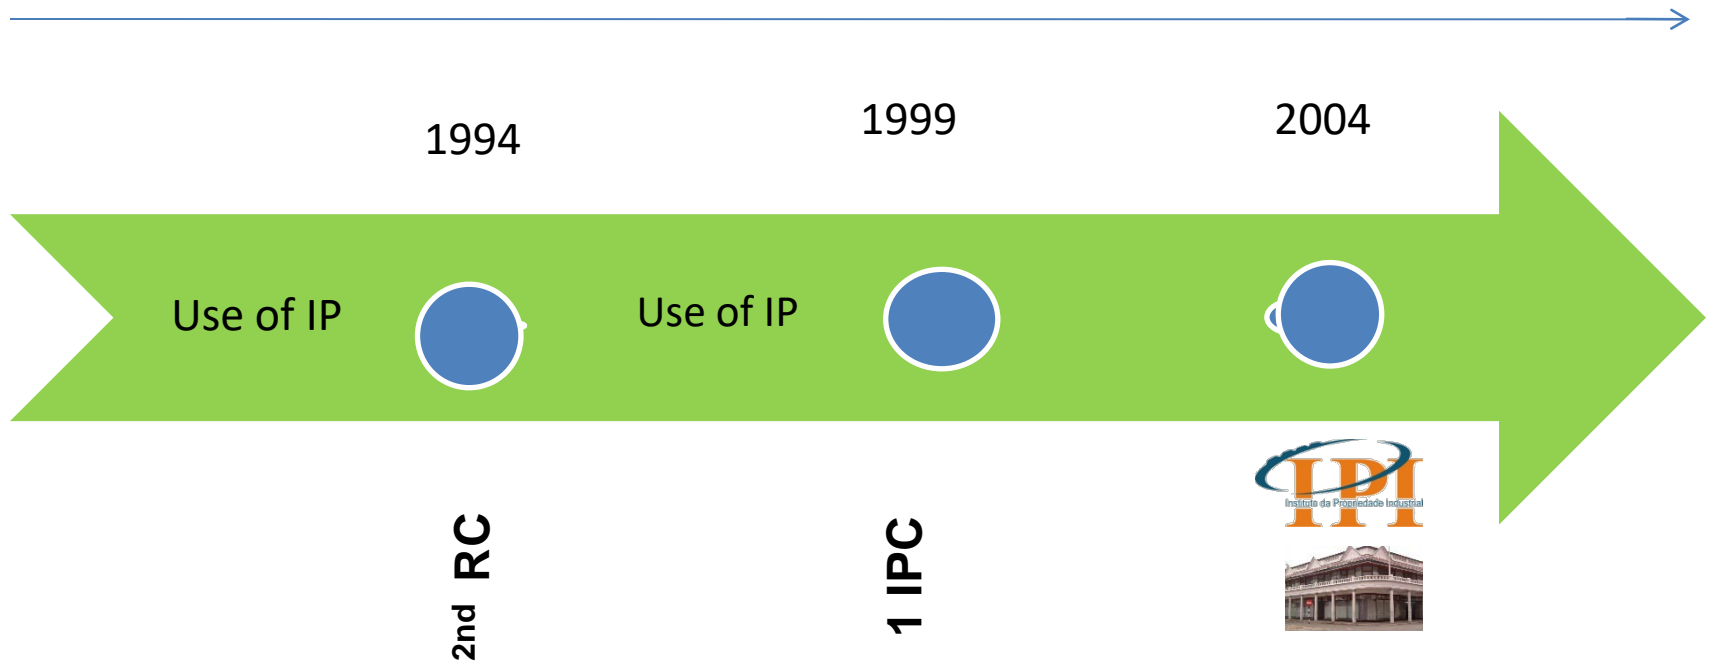 1994
1999
2004
Use of IP
Use of IP
2nd RC
1 IPC
IPI
Instituto da Propriedade Industrial